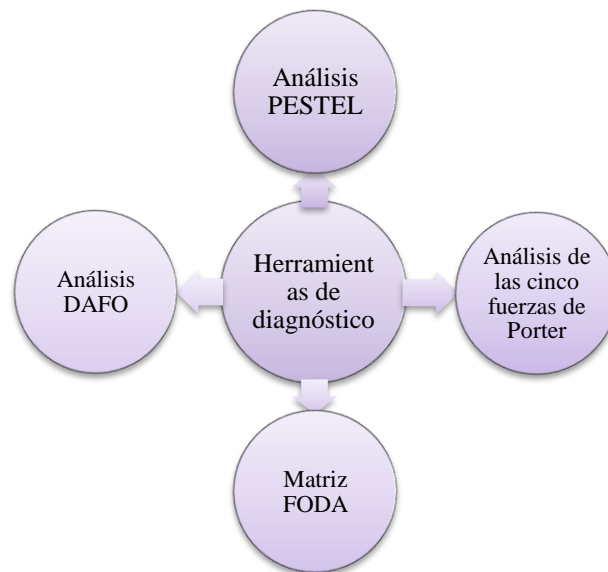 Análisis
PESTEL
Análisis
DAFO
Herramient
as de
diagnóstico
Análisis de
las cinco
fuerzas de
Porter
Matriz
FODA